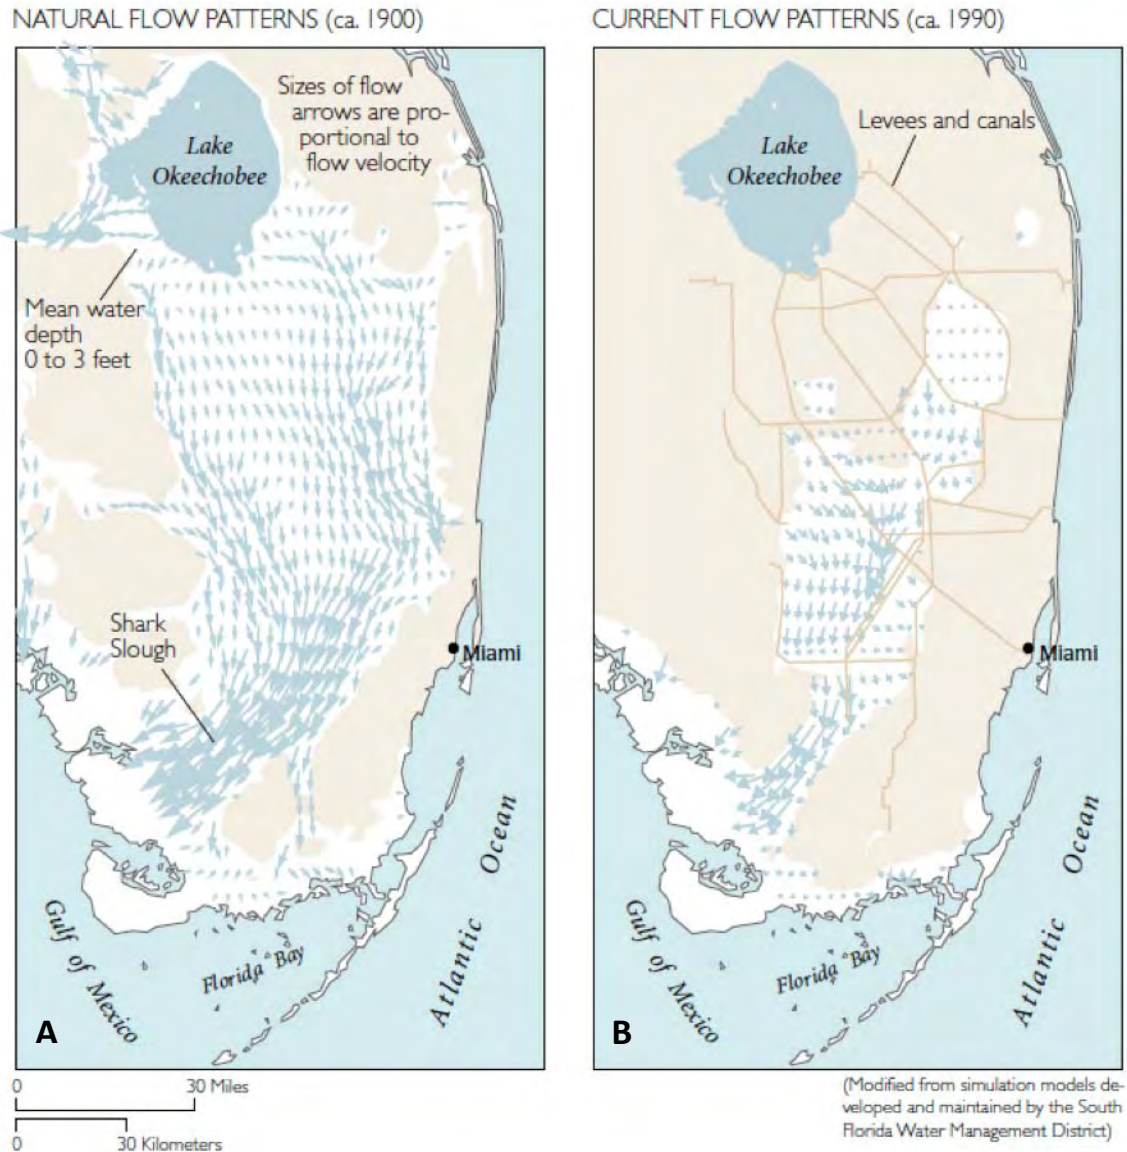 NATURAL FLOW PATTERNS (ca. 1900)
Sizes of flow
arrows are pro-
portional to
flow velocity
Lake
Okeechobee
Mean water
depth
0 to 3 feet
Shark
Slough
Miami
Gulf of Mexico
Florida Bay
Atlantic
Ocean
A
0 30 Miles
0 30 Kilometers
CURRENT FLOW PATTERNS (ca. 1990)
Levees and canals
Lake
Okeechobee
Miami
Gulf of Mexico
Florida Bay
Atlantic
Ocean
B
(Modified from simulation models de-
veloped and maintained by the South
Florida Water Management District)